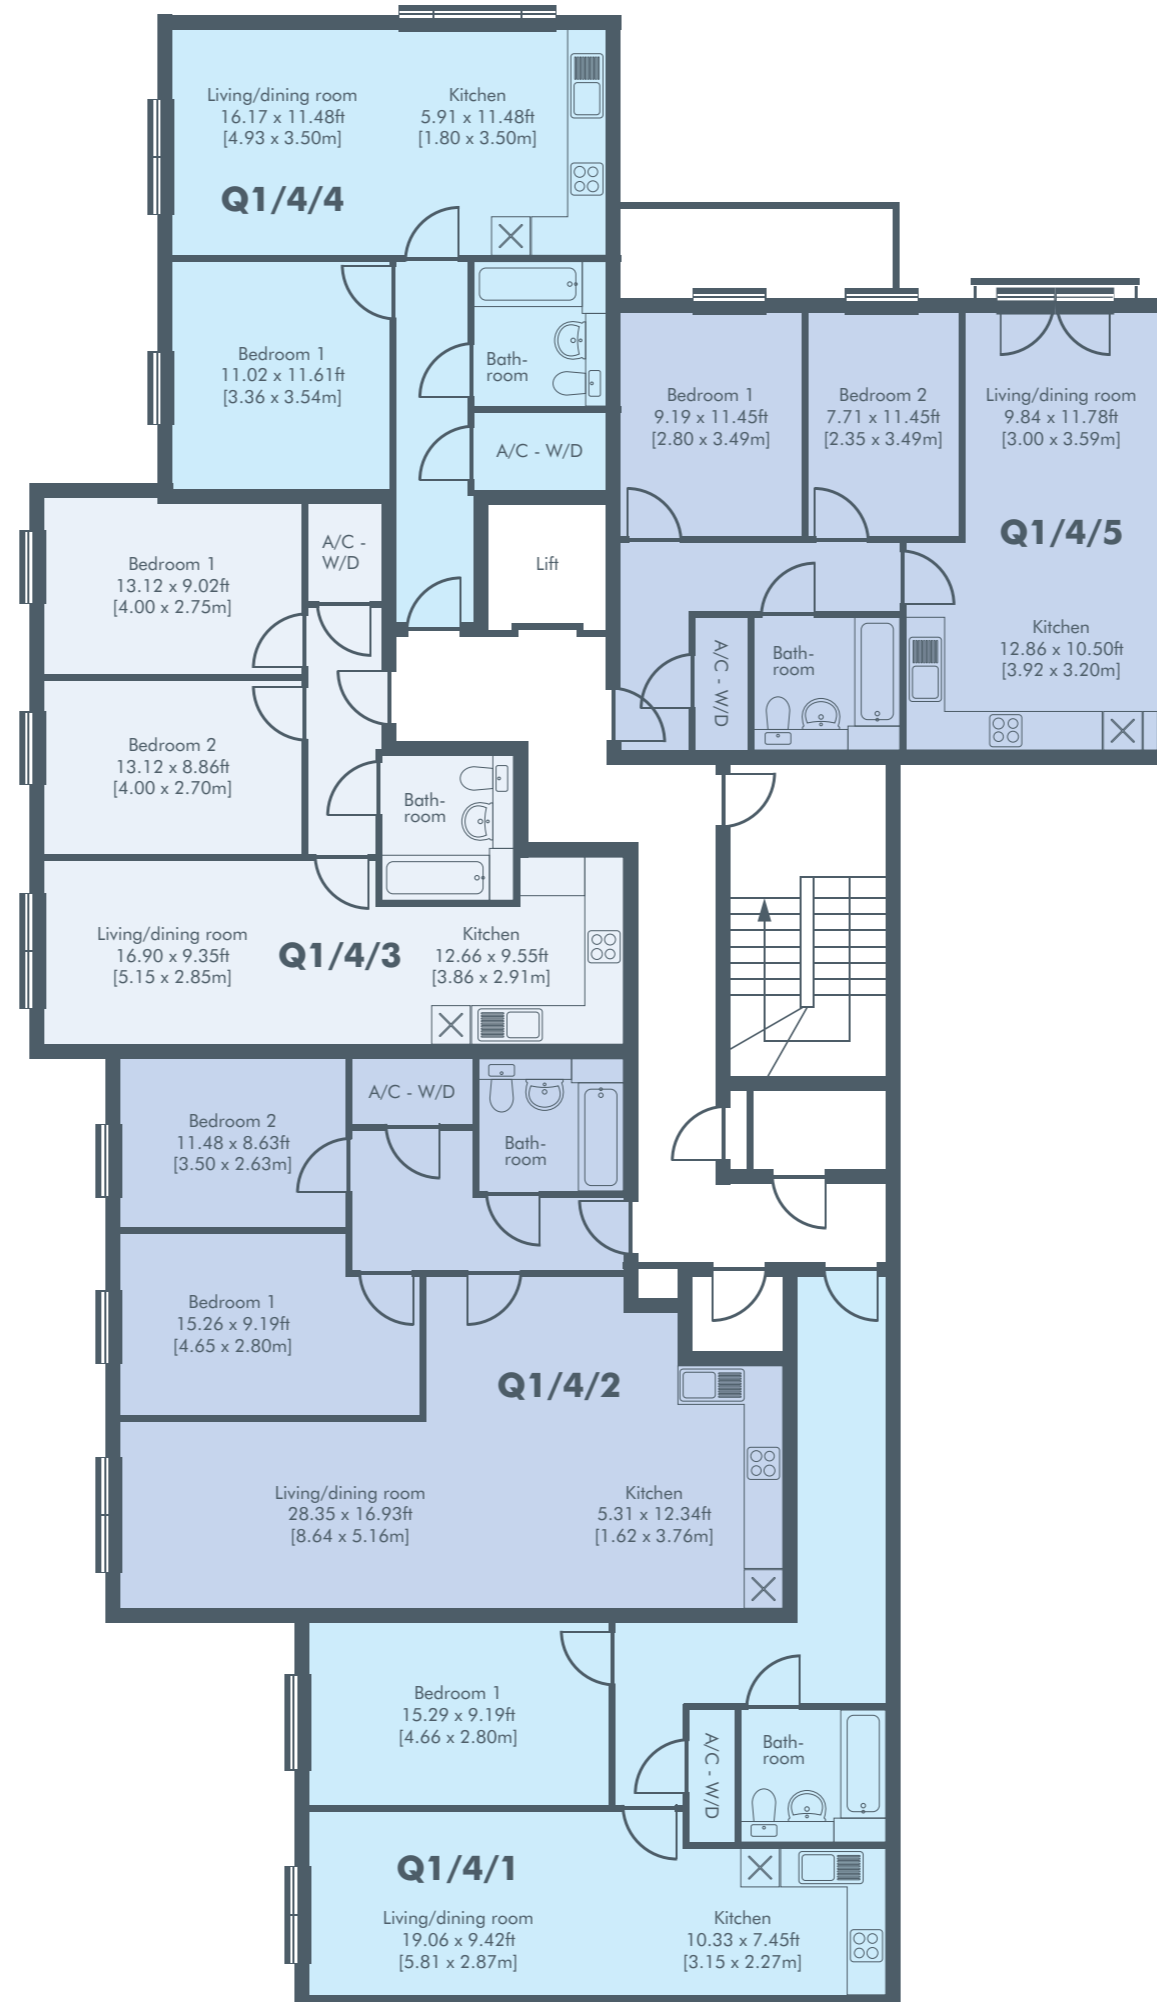 Living/dining room
16.17 x 11.48ft
[4.93 x 3.50m]
Kitchen
5.91 x 11.48ft
[1.80 x 3.50m]
Q1/4/4
Bedroom 1
11.02 x 11.61ft
[3.36 x 3.54m]
Bath-
room
A/C - W/D
Bedroom 1
9.19 x 11.45ft
[2.80 x 3.49m]
Bedroom 2
7.71 x 11.45ft
[2.35 x 3.49m]
Living/dining room
9.84 x 11.78ft
[3.00 x 3.59m]
Q1/4/5
Kitchen
12.86 x 10.50ft
[3.92 x 3.20m]
Bath-
room
A/C - W/D
Lift
Bedroom 1
13.12 x 9.02ft
[4.00 x 2.75m]
A/C -
W/D
Bedroom 2
13.12 x 8.86ft
[4.00 x 2.70m]
Bath-
room
Living/dining room
16.90 x 9.35ft
[5.15 x 2.85m]
Q1/4/3
Kitchen
12.66 x 9.55ft
[3.86 x 2.91m]
Bedroom 2
11.48 x 8.63ft
[3.50 x 2.63m]
A/C - W/D
Bath-
room
Bedroom 1
15.26 x 9.19ft
[4.65 x 2.80m]
Q1/4/2
Living/dining room
28.35 x 16.93ft
[8.64 x 5.16m]
Kitchen
5.31 x 12.34ft
[1.62 x 3.76m]
Bedroom 1
15.29 x 9.19ft
[4.66 x 2.80m]
A/C - W/D
Bath-
room
Q1/4/1
Living/dining room
19.06 x 9.42ft
[5.81 x 2.87m]
Kitchen
10.33 x 7.45ft
[3.15 x 2.27m]